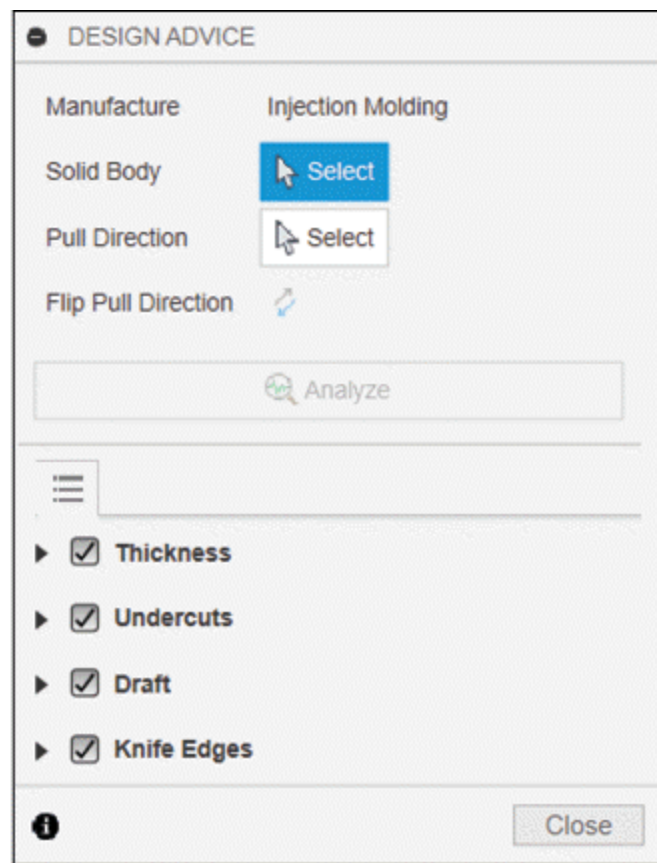 DESIGN ADVICE
Manufacture Injection Molding
Solid Body Select
Pull Direction Select
Flip Pull Direction
Analyze
Thickness
Undercuts
Draft
Knife Edges
Close